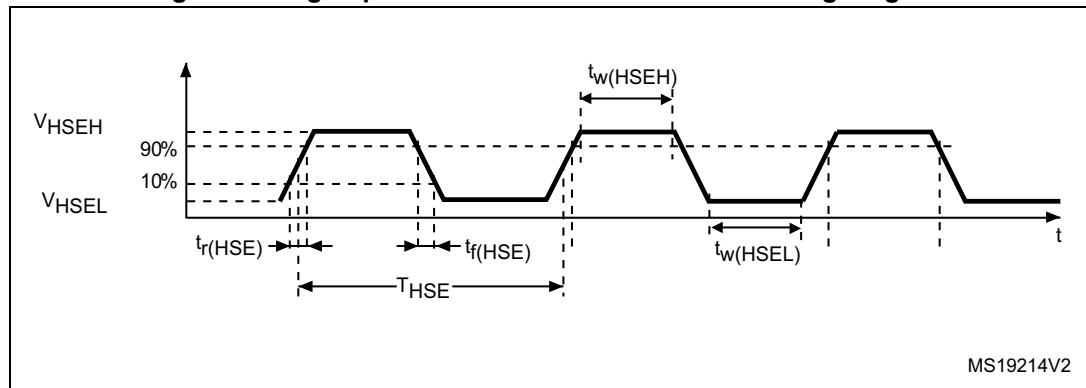 tw(HSEH)
VHSEH
90%
10%
VHSEL
tr(HSE)
tf(HSE)
tw(HSEL)
t
THSE
MS19214V2